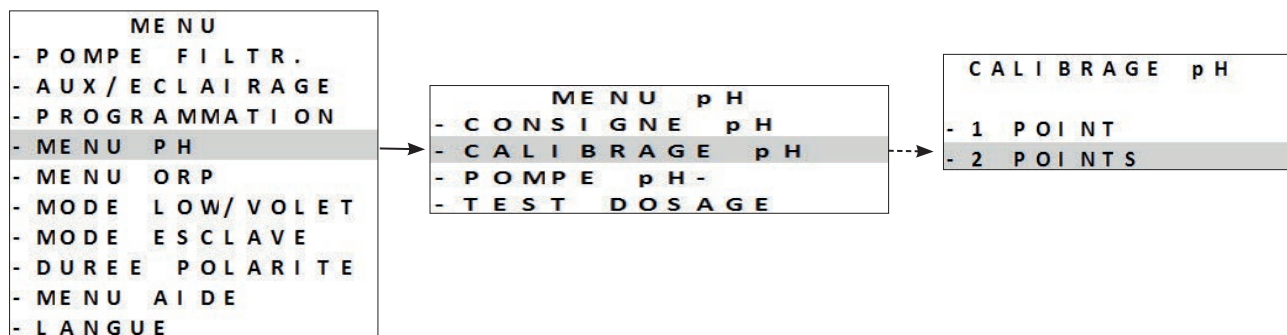 MENU
- POMPE FILTR.
- AUX/ECLAIRAGE
- PROGRAMMATION
- MENU PH
- MENU ORP
- MODE LOW/VOLET
- MODE ESCLAVE
- DUREE POLARITE
- MENU AIDE
- LANGUE
MENU pH
- CONSIGNE pH
- CALIBRAGE pH
- POMPE pH-
- TEST DOSAGE
CALIBRAGE pH
- 1 POINT
- 2 POINTS